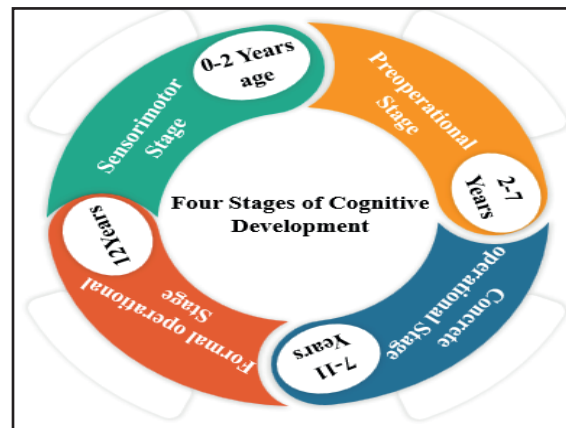 0-2 Years
age
Sensorimotor
Stage
Preoperational
Stage
2-7
Years
Four Stages of Cognitive
Development
Concrete
operational Stage
7-11
Years
Formal operational
Stage
12Years